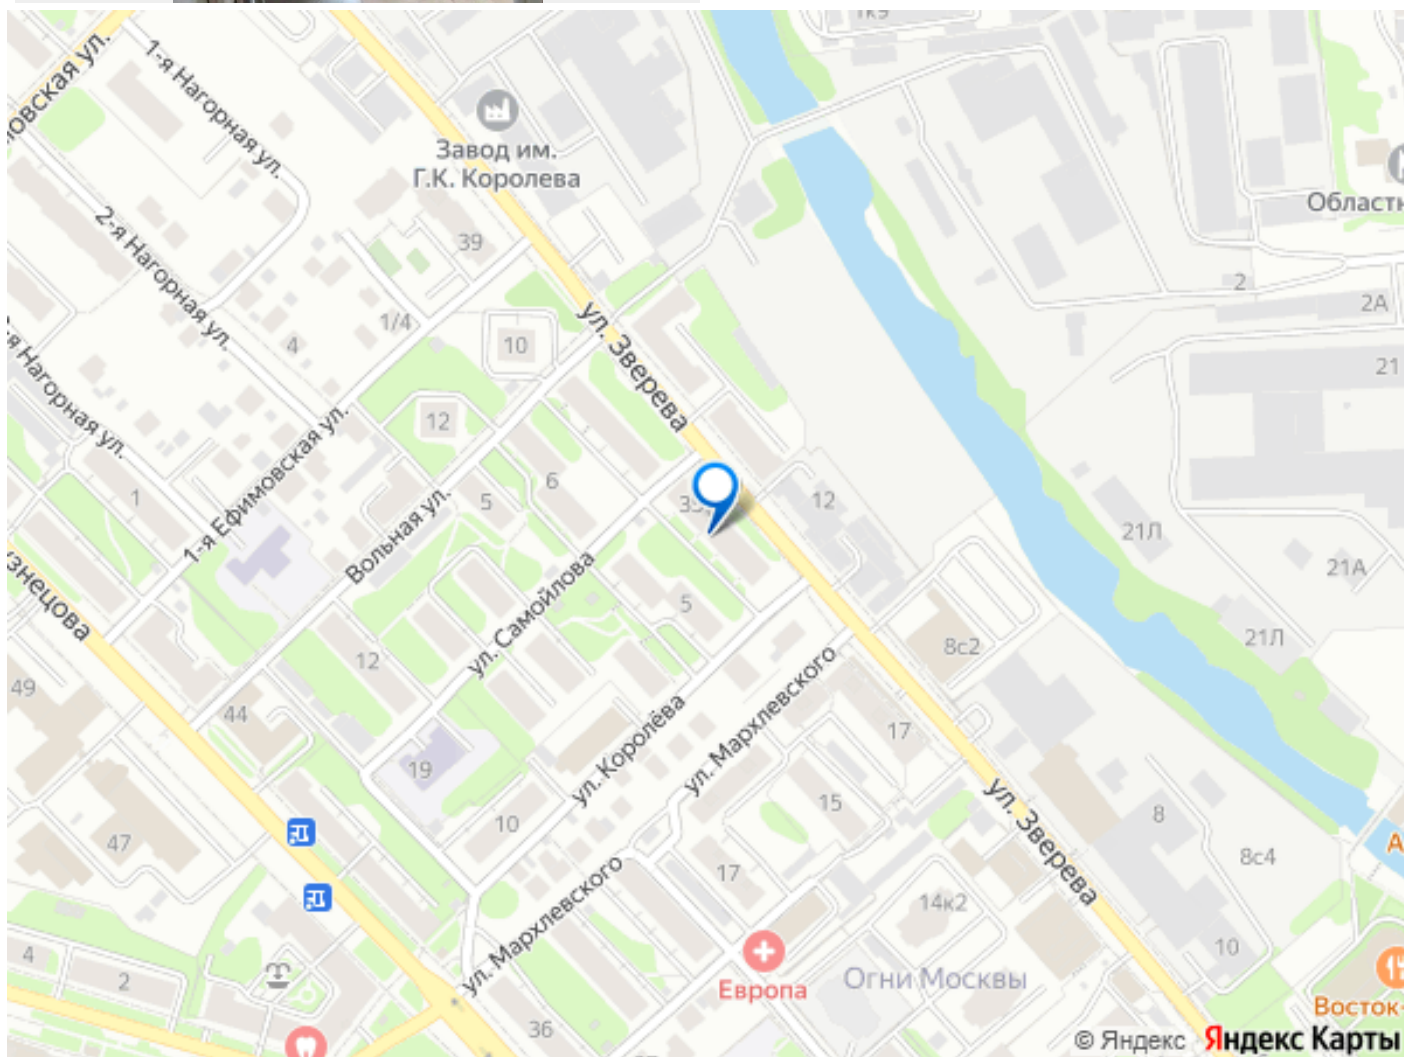 1к9
1-я Нагорная ул.
Завод им.
Г.К. Королева
Областн
39
2-я Нагорная ул.
2
2А
1/4
4
10
ул. Зверева
21
Нагорная ул.
12
1
1-я Ефимовская ул.
Вольная ул.
5
6
12
21Л
21А
ул. Самойлова
5
21Л
8с2
12
49
44
ул. Королёва
ул. Мархлевского
17
19
15
ул. Зверева
8
10
47
8с4
17
ул. Мархлевского
14к2
10
4
2
Европа
Огни Москвы
Восток-
36
© Яндекс Яндекс Карты